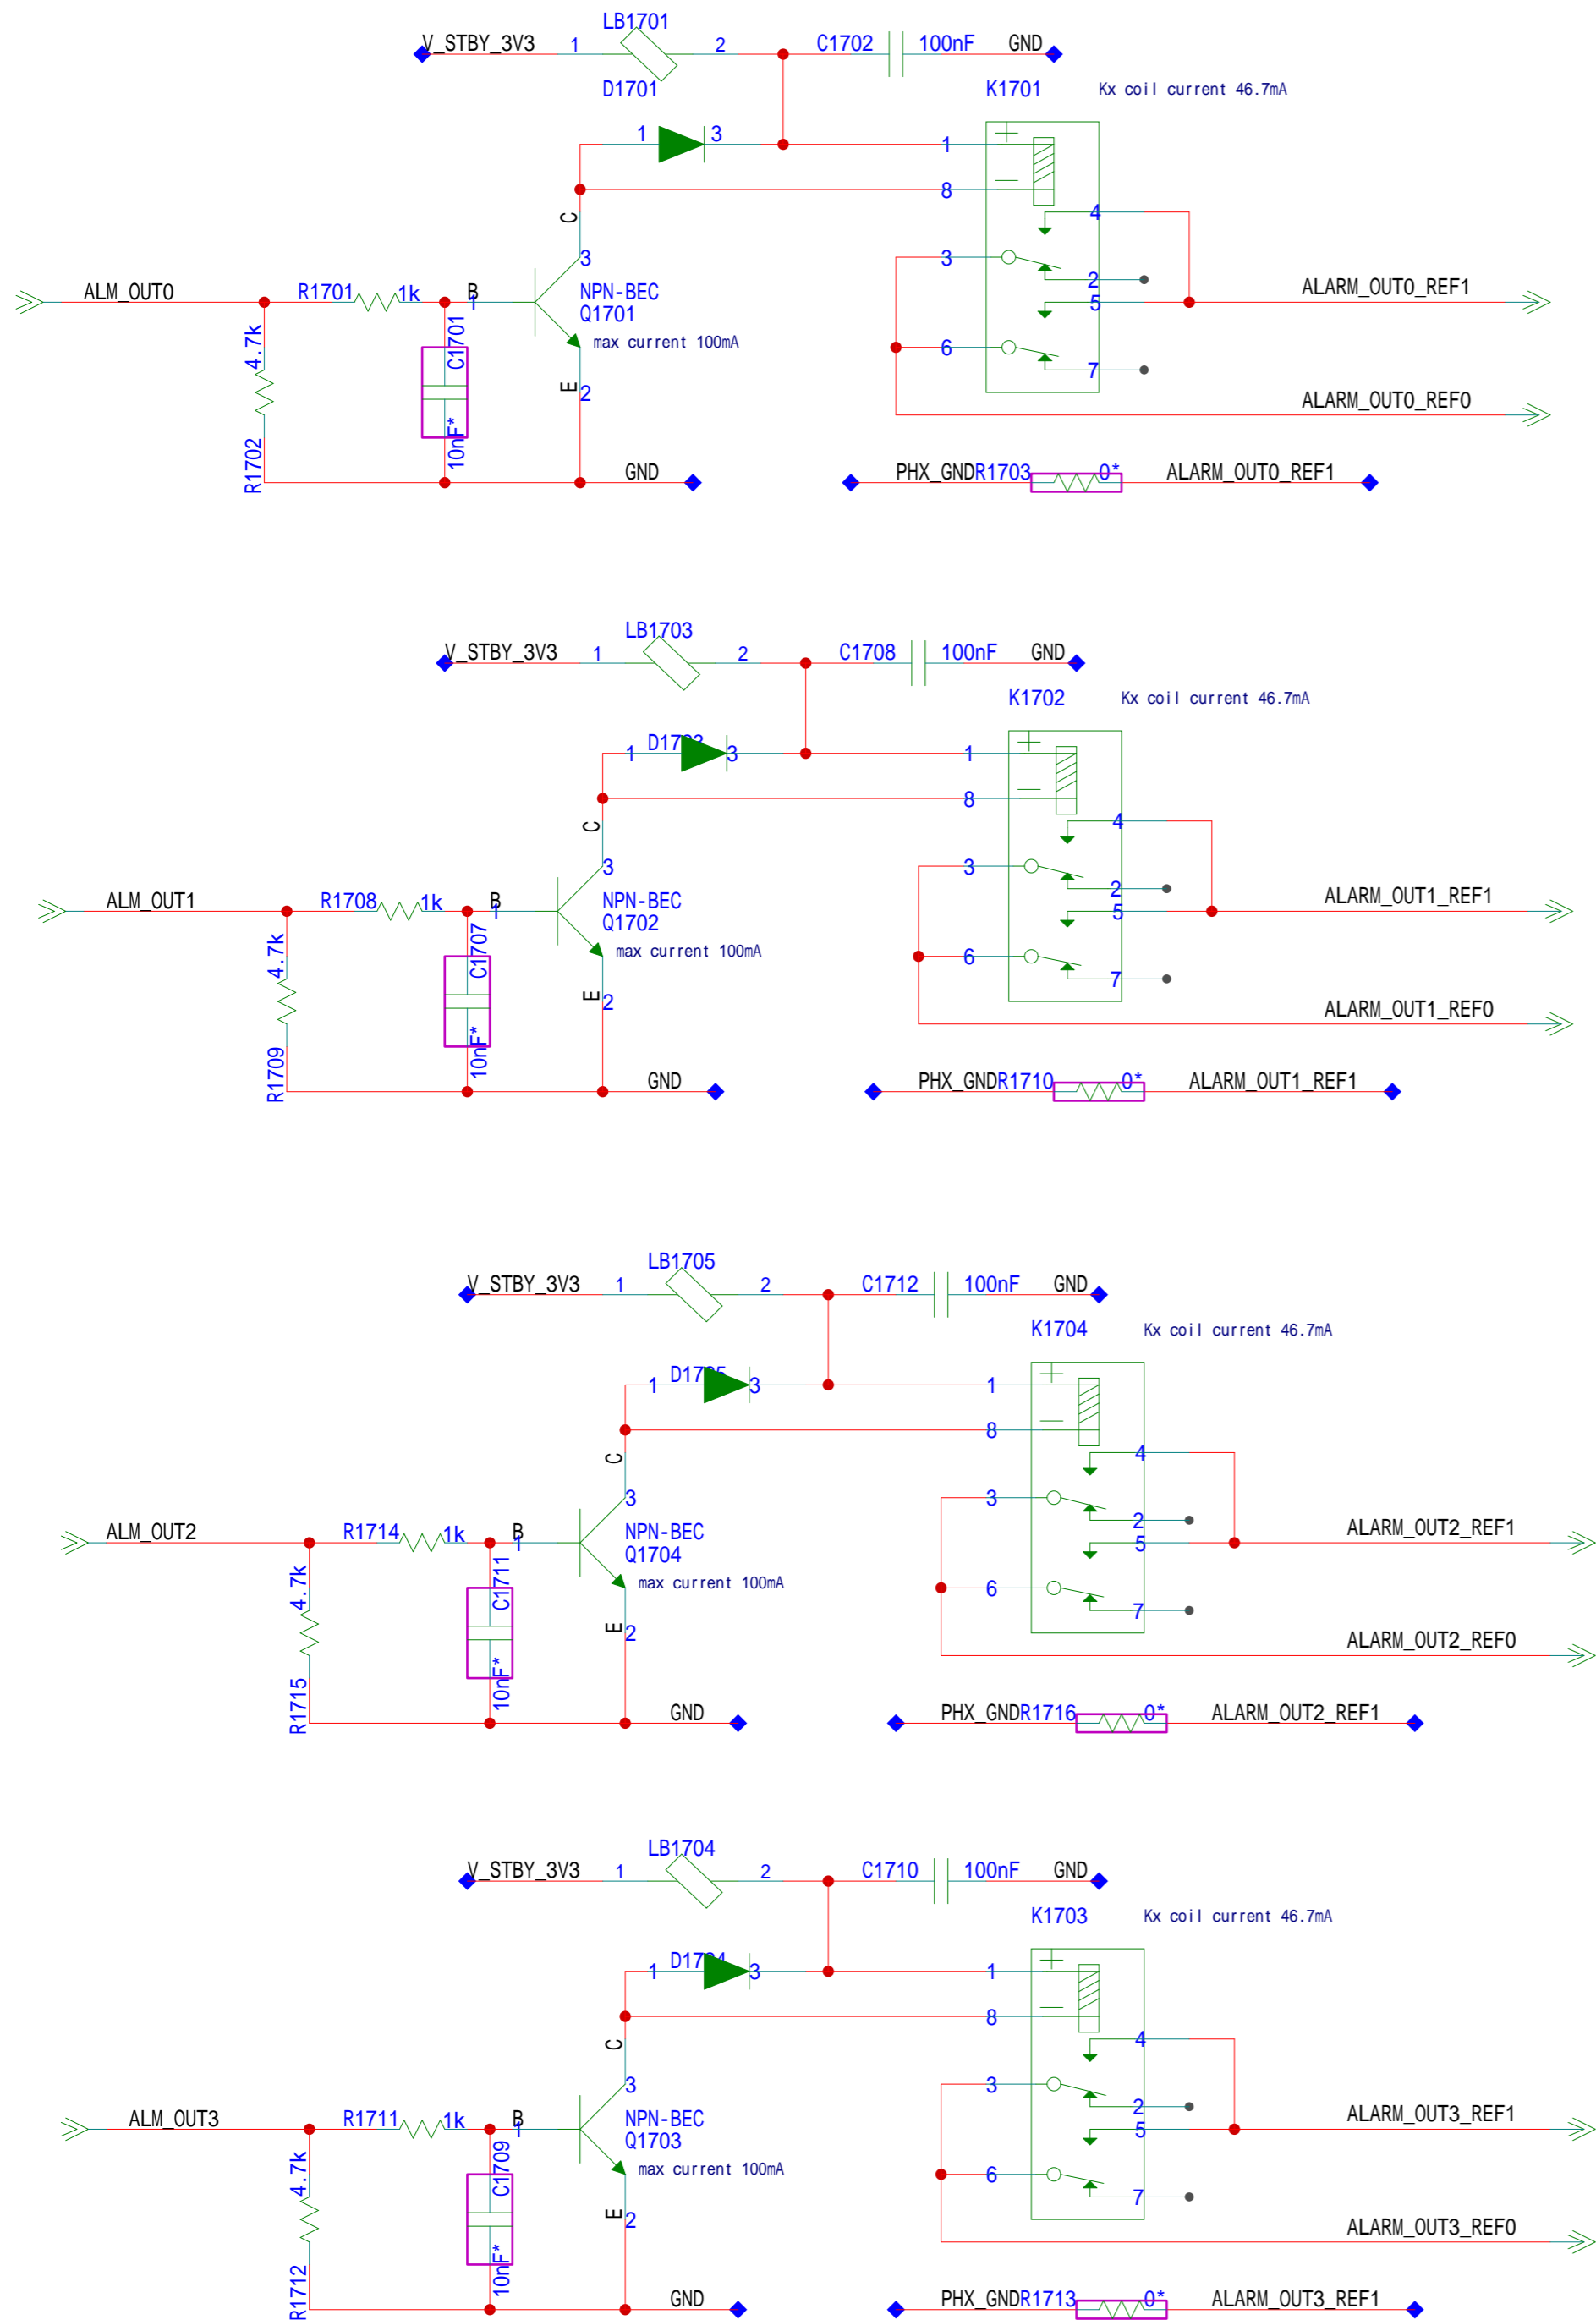 LB1701
V_STBY_3V3 1 2 C1702 100nF GND
D1701 K1701 Kx coil current 46.7mA
1 3 1
8
C 4
3 3
ALM_OUT0 R1701 1k B 1 NPN-BEC 2 ALARM_OUT0_REF1
Q1701 5
4.7k C1701 max current 100mA 6
7
E 2 ALARM_OUT0_REF0
R1702 10nF* GND PHX_GND R1703 0* ALARM_OUT0_REF1
LB1703
V_STBY_3V3 1 2 C1708 100nF GND
K1702 Kx coil current 46.7mA
1 3 1
8
C 4
3 3
ALM_OUT1 R1708 1k B 1 NPN-BEC 2 ALARM_OUT1_REF1
Q1702 5
4.7k C1707 max current 100mA 6
7
E 2 ALARM_OUT1_REF0
R1709 10nF* GND PHX_GND R1710 0* ALARM_OUT1_REF1
LB1705
V_STBY_3V3 1 2 C1712 100nF GND
K1704 Kx coil current 46.7mA
1 3 1
8
C 4
3 3
ALM_OUT2 R1714 1k B 1 NPN-BEC 2 ALARM_OUT2_REF1
Q1704 5
4.7k C1711 max current 100mA 6
7
E 2 ALARM_OUT2_REF0
R1715 10nF* GND PHX_GND R1716 0* ALARM_OUT2_REF1
LB1704
V_STBY_3V3 1 2 C1710 100nF GND
K1703 Kx coil current 46.7mA
1 3 1
8
C 4
3 3
ALM_OUT3 R1711 1k B 1 NPN-BEC 2 ALARM_OUT3_REF1
Q1703 5
4.7k C1709 max current 100mA 6
7
E 2 ALARM_OUT3_REF0
R1712 10nF* GND PHX_GND R1713 0* ALARM_OUT3_REF1